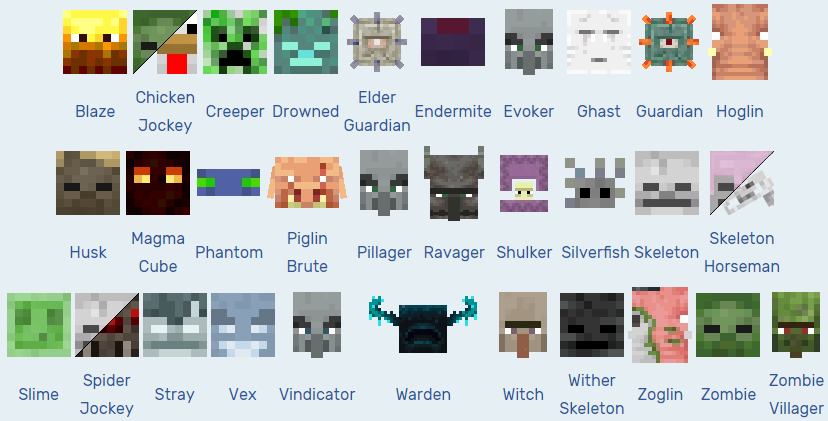 Blaze
Chicken
Jockey
Creeper
Drowned
Elder
Guardian
Endermite
Evoker
Ghast
Guardian
Hoglin
Husk
Magma
Cube
Phantom
Piglin
Brute
Pillager
Ravager
Shulker
Silverfish
Skeleton
Skeleton
Horseman
Slime
Spider
Jockey
Stray
Vex
Vindicator
Warden
Witch
Wither
Skeleton
Zoglin
Zombie
Zombie
Villager